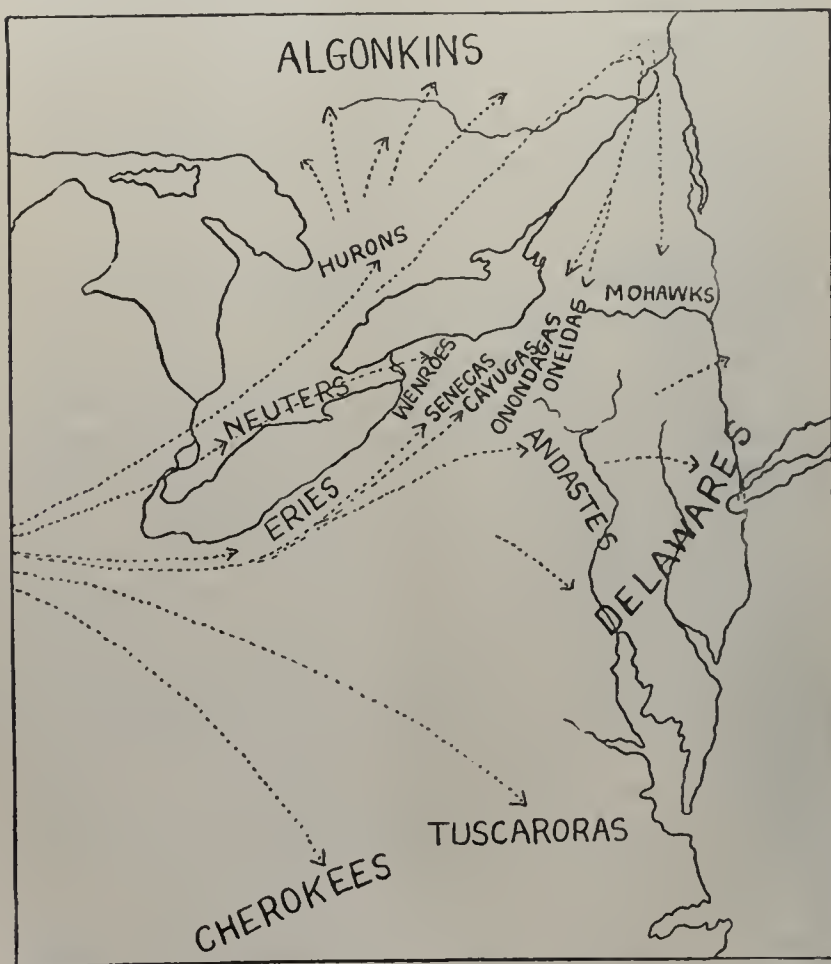 ALGONKINS
HURONS
MOHAWKS
NEUTERS
WENROES
SENECAS
CAYUGAS
ONONDAGAS
ONEIDAS
ERIES
ANDASTES
DELAWARES
TUSCARORAS
CHEROKEES